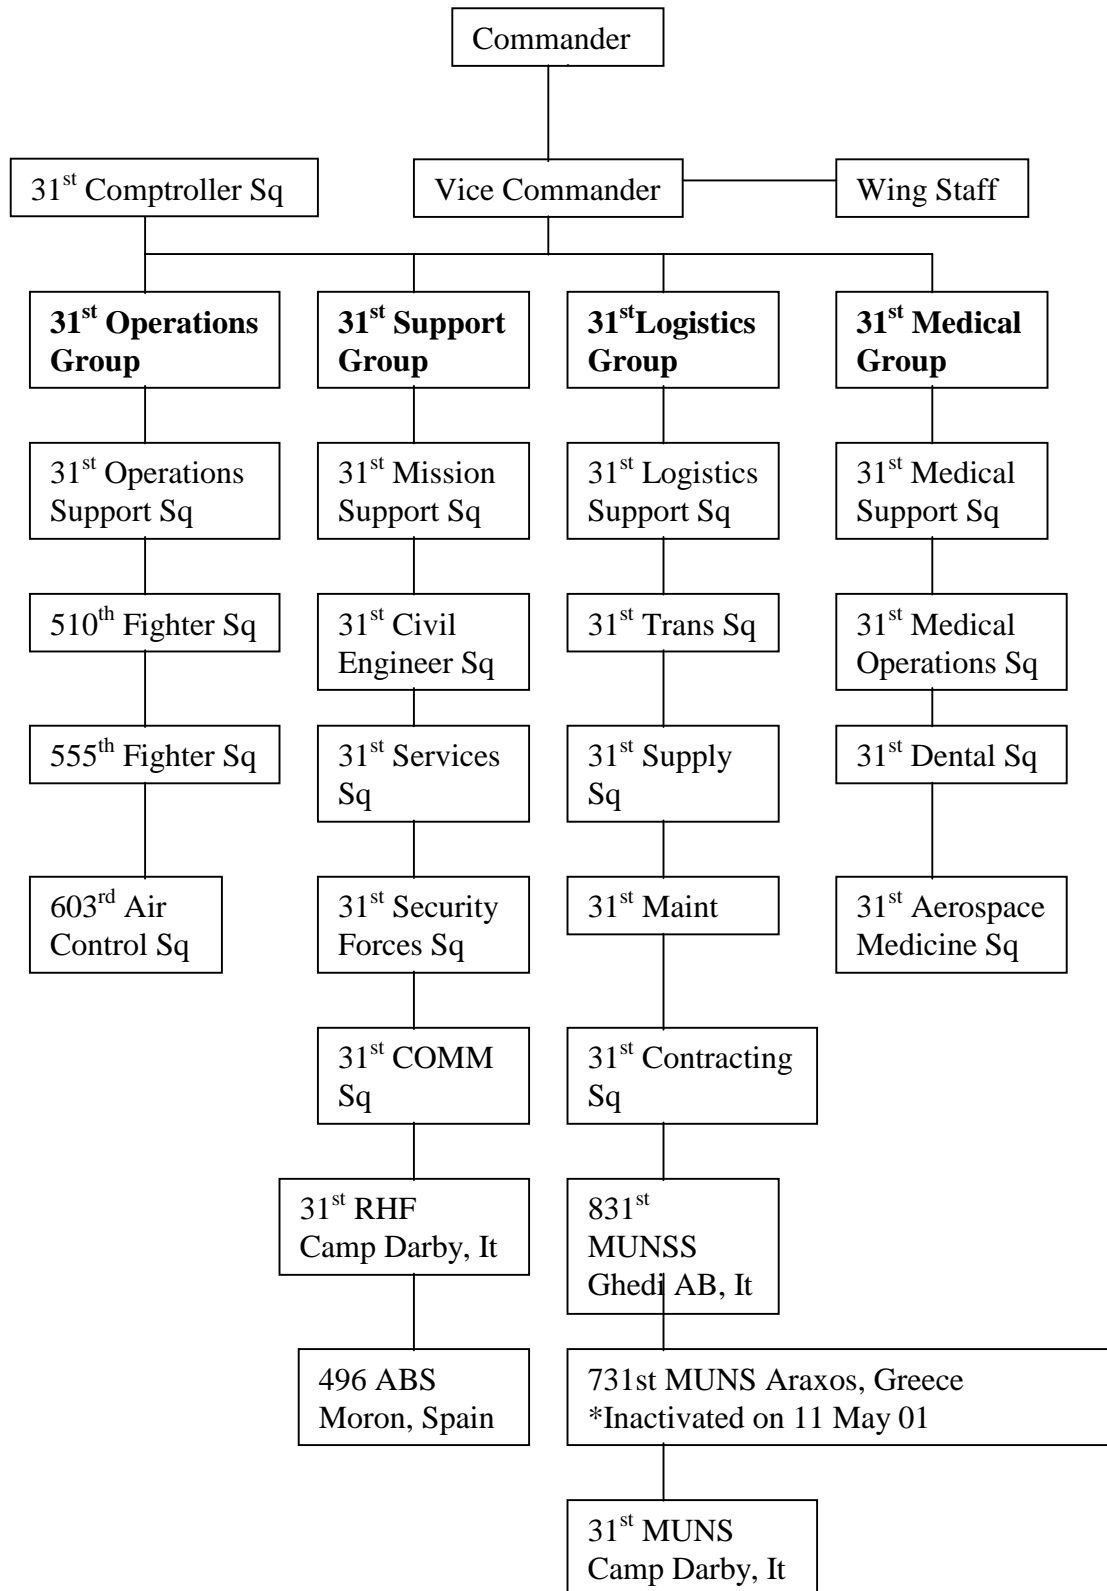 Commander
31st Comptroller Sq
Vice Commander
Wing Staff
31st Operations
Group
31st Support
Group
31stLogistics
Group
31st Medical
Group
31st Operations
Support Sq
31st Mission
Support Sq
31st Logistics
Support Sq
31st Medical
Support Sq
510th Fighter Sq
31st Civil
Engineer Sq
31st Trans Sq
31st Medical
Operations Sq
555th Fighter Sq
31st Services
Sq
31st Supply
Sq
31st Dental Sq
603rd Air
Control Sq
31st Security
Forces Sq
31st Maint
31st Aerospace
Medicine Sq
31st COMM
Sq
31st Contracting
Sq
31st RHF
Camp Darby, It
831st
MUNSS
Ghedi AB, It
496 ABS
Moron, Spain
731st MUNS Araxos, Greece
*Inactivated on 11 May 01
31st MUNS
Camp Darby, It